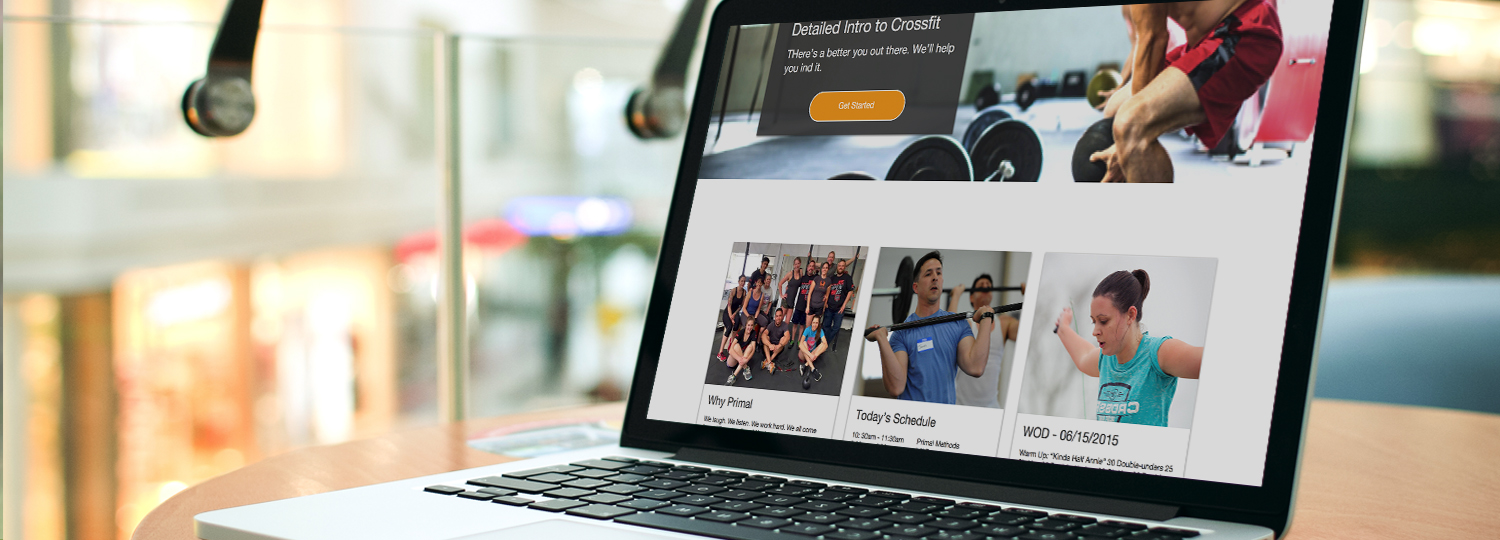 Detailed Intro to Crossfit
THere's a better you out there. We'll help
you ind it.
Get Started
Why Primal
We laugh. We listen. We work hard. We all come
Today's Schedule
10: 30am - 11:30am Primal Methods
WOD - 06/15/2015
Warm Up: "Kinda Half Annie" 30 Double-unders 25